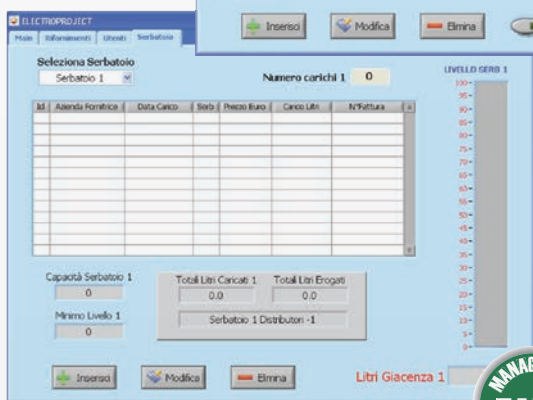 Inserisci Modifica Elimina
ELECTROPROJECT
Main Rifornimenti Utenti Serbatoio
Seleziona Serbatoio
Serbatoio 1
Numero carichi 1 0
LIVELLO SERB 1
Id Azienda Fornitrice Data Carico Serb Prezzo Euro Carico Litri N°Fattura
100
95
90
85
80
75
70
65
60
55
50
45
40
35
30
25
20
15
10
5
0
Capacità Serbatoio 1
0
Totali Litri Caricati 1 Totali Litri Erogati
0.0 0.0
Minimo Livello 1
0
Serbatoio 1 Distributori -1
Inserisci Modifica Elimina
Litri Giacenza 1
MANAG